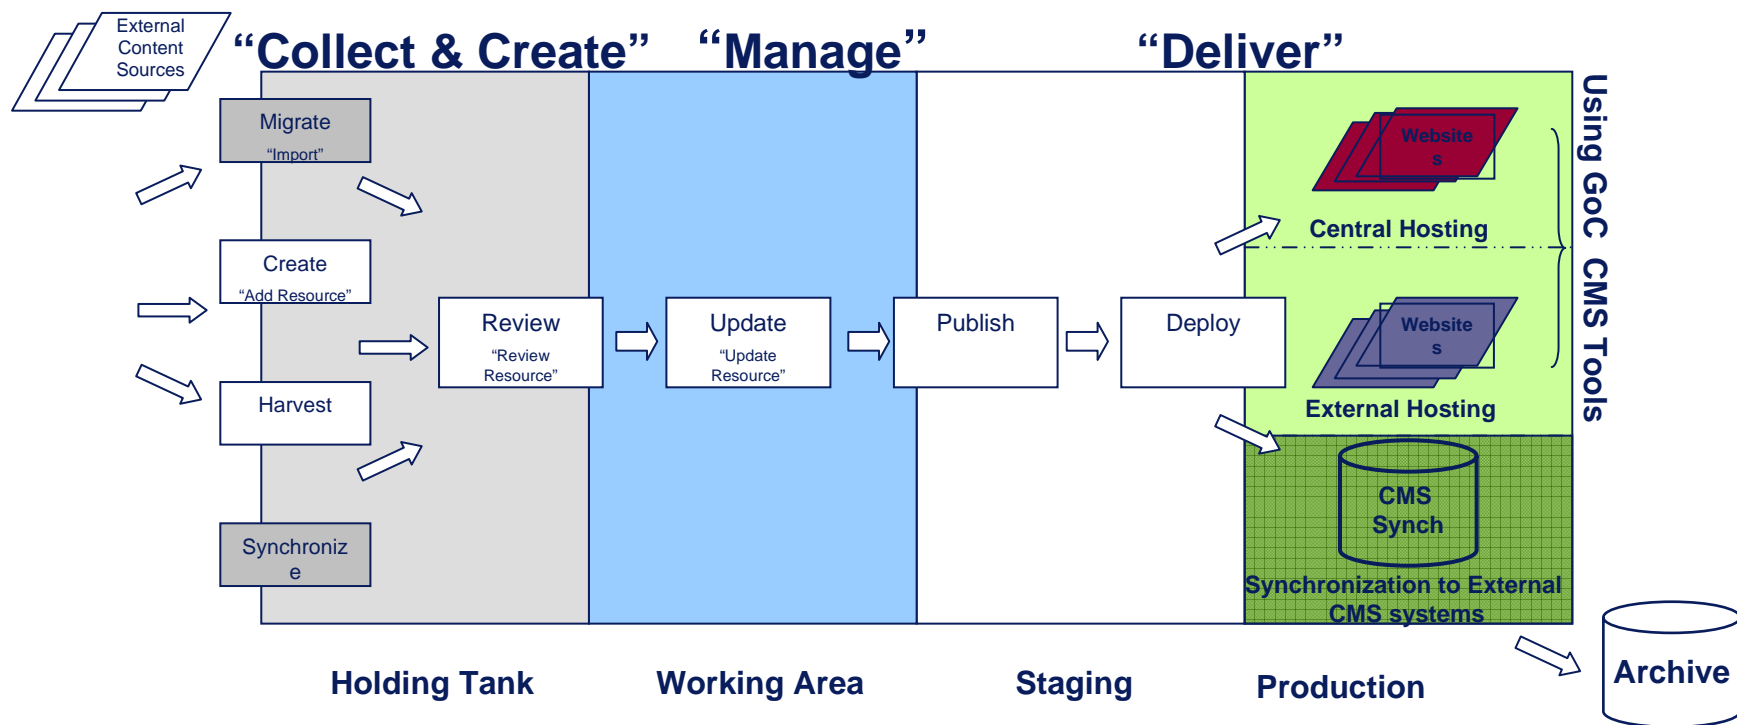 External
Content
Sources
“Collect & Create”
“Manage”
“Deliver”
Migrate
“Import”
Create
“Add Resource”
Harvest
Synchroniz
e
Review
“Review
Resource”
Update
“Update
Resource”
Publish
Deploy
Website
s
Central Hosting
Website
s
External Hosting
CMS
Synch
Synchronization to External
CMS systems
Using GoC CMS Tools
Holding Tank
Working Area
Staging
Production
Archive